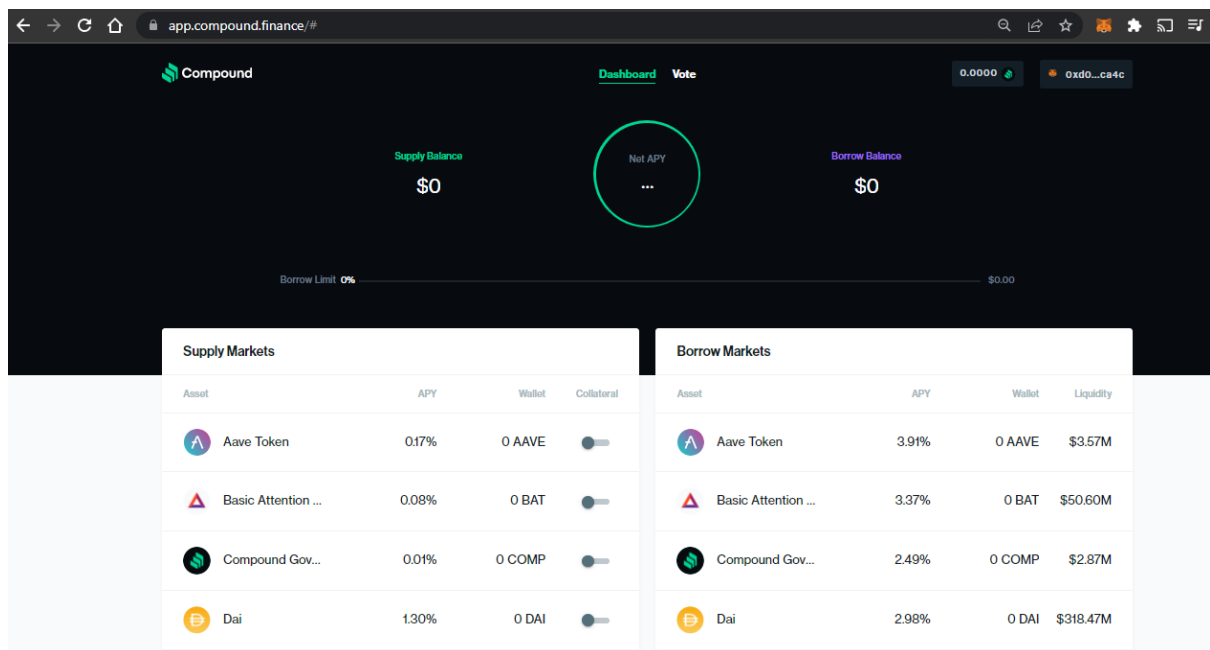 app.compound.finance/#
Compound
Dashboard Vote
0.0000
0xd0...ca4c
Supply Balance
$0
Net APY
...
Borrow Balance
$0
Borrow Limit 0%
$0.00
Supply Markets
Asset APY Wallet Collateral
Aave Token 0.17% 0 AAVE
Basic Attention ... 0.08% 0 BAT
Compound Gov... 0.01% 0 COMP
Dai 1.30% 0 DAI
Borrow Markets
Asset APY Wallet Liquidity
Aave Token 3.91% 0 AAVE $3.57M
Basic Attention ... 3.37% 0 BAT $50.60M
Compound Gov... 2.49% 0 COMP $2.87M
Dai 2.98% 0 DAI $318.47M